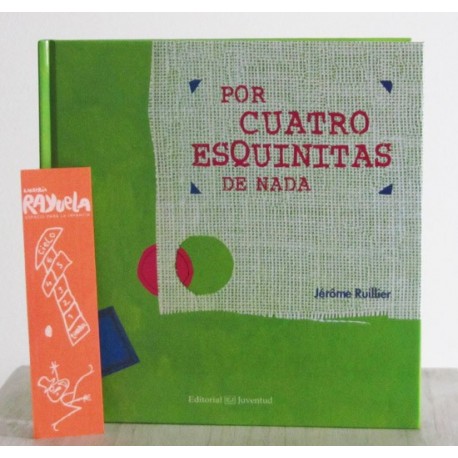 POR
CUATRO
ESQUINITAS
DE NADA
Jérôme Ruillier
Editorial Juventud
RAYUELA
CIELO